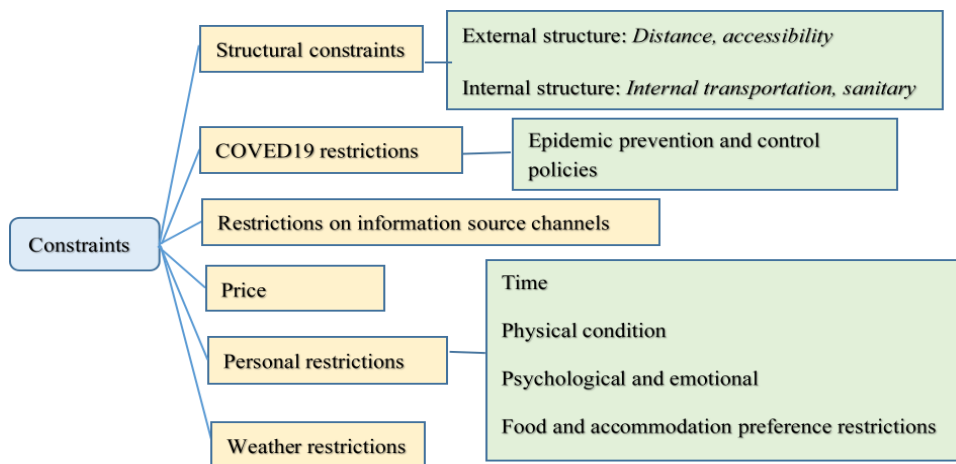 Structural constraints
External structure: Distance, accessibility
Internal structure: Internal transportation, sanitary
COVED19 restrictions
Epidemic prevention and control
policies
Restrictions on information source channels
Constraints
Price
Time
Physical condition
Personal restrictions
Psychological and emotional
Food and accommodation preference restrictions
Weather restrictions